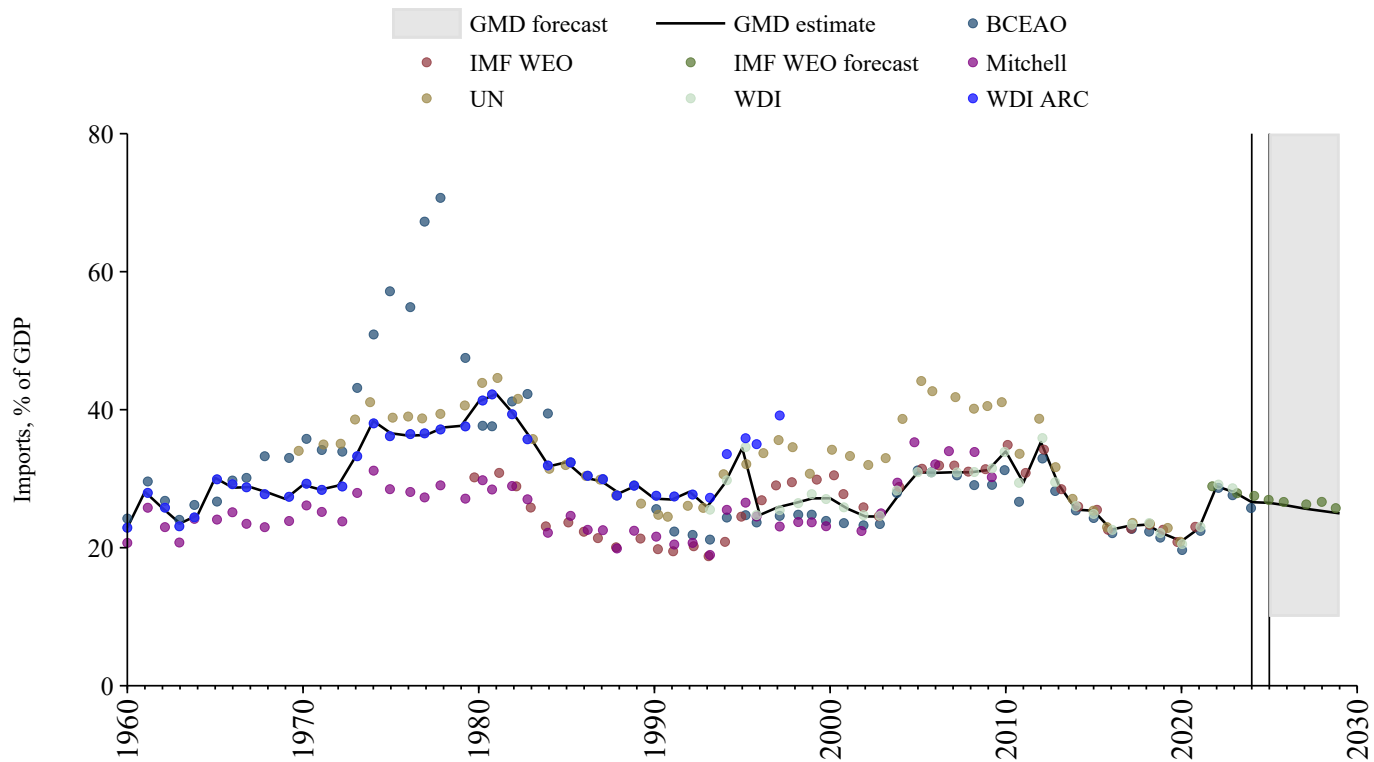 GMD forecast GMD estimate BCEAO
IMF WEO IMF WEO forecast Mitchell
UN WDI WDI ARC
80
60
40
20
0
Imports, % of GDP
1960 1970 1980 1990 2000 2010 2020 2030